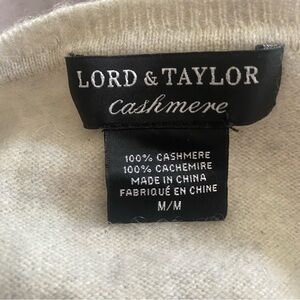 LORD & TAYLOR
cashmere
100% CASHMERE
100% CACHEMIRE
MADE IN CHINA
FABRIQUÉ EN CHINE
M/M